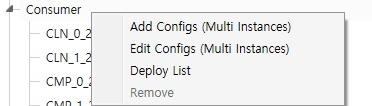 Consumer
Add Configs (Multi Instances)
CLN_0_2
Edit Configs (Multi Instances)
CLN_1_2
Deploy List
CMP_0_2
Remove